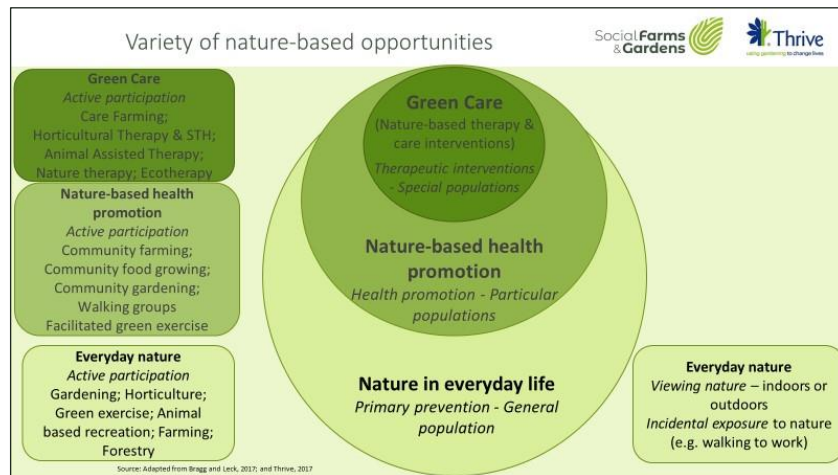 Variety of nature-based opportunities
Social Farms
& Gardens
Thrive
using gardening to change lives
Green Care
Active participation
Care Farming;
Horticultural Therapy & STH;
Animal Assisted Therapy;
Nature therapy; Ecotherapy
Nature-based health
promotion
Active participation
Community farming;
Community food growing;
Community gardening;
Walking groups
Facilitated green exercise
Everyday nature
Active participation
Gardening; Horticulture;
Green exercise; Animal
based recreation; Farming;
Forestry
Green Care
(Nature-based therapy &
care interventions)
Therapeutic interventions
- Special populations
Nature-based health
promotion
Health promotion - Particular
populations
Nature in everyday life
Primary prevention - General
population
Everyday nature
Viewing nature – indoors or
outdoors
Incidental exposure to nature
(e.g. walking to work)
Source: Adapted from Bragg and Leck, 2017; and Thrive, 2017